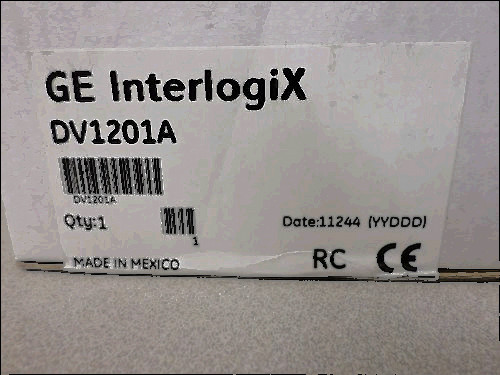 GE InterlogiX
DV1201A
DV1201A
Qty:1
1
Date:11244 (YYDDD)
MADE IN MEXICO
RC CE